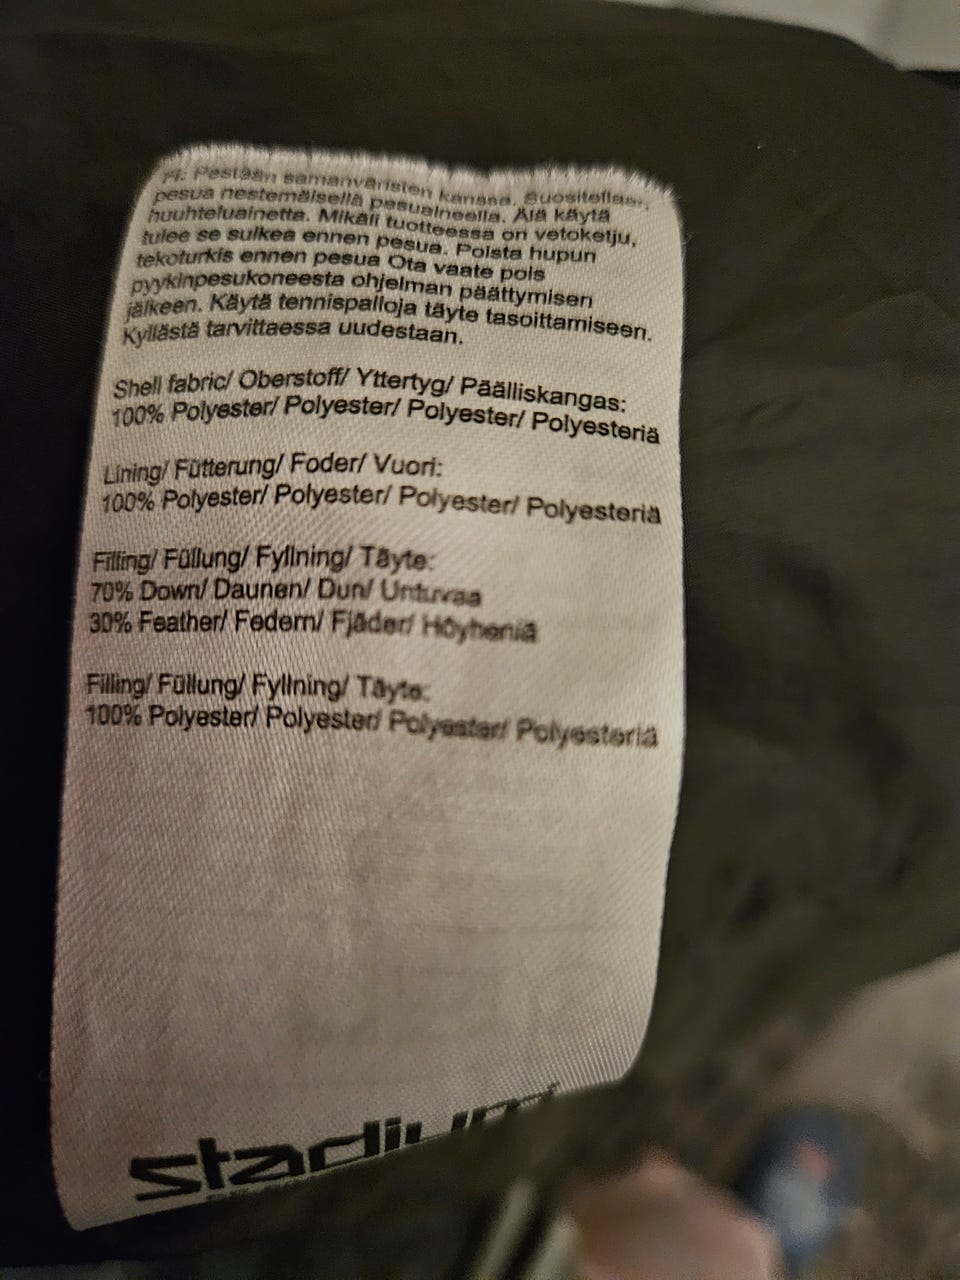 FI: Pestään samanväristen kanssa. Suositellaan
pesua nestemäisellä pesuaineella. Älä käytä
huuhteluainetta. Mikäli tuotteessa on vetoketju,
tulee se sulkea ennen pesua. Poista hupun
tekoturkis ennen pesua Ota vaate pois
pyykinpesukoneesta ohjelman päättymisen
jälkeen. Käytä tennispalloja täyte tasoittamiseen.
Kyllästä tarvittaessa uudestaan.
Shell fabric/ Oberstoff/ Yttertyg/ Päälliskangas:
100% Polyester/ Polyester/ Polyester/ Polyesteriä
Lining/ Fütterung/ Foder/ Vuori:
100% Polyester/ Polyester/ Polyester/ Polyesteriä
Filling/ Füllung/ Fyllning/ Täyte:
70% Down/ Daunen/ Dun/ Untuvaa
30% Feather/ Federn/ Fjäder/ Höyheniä
Filling/ Füllung/ Fyllning/ Täyte:
100% Polyester/ Polyester/ Polyester/ Polyesteriä
stadium